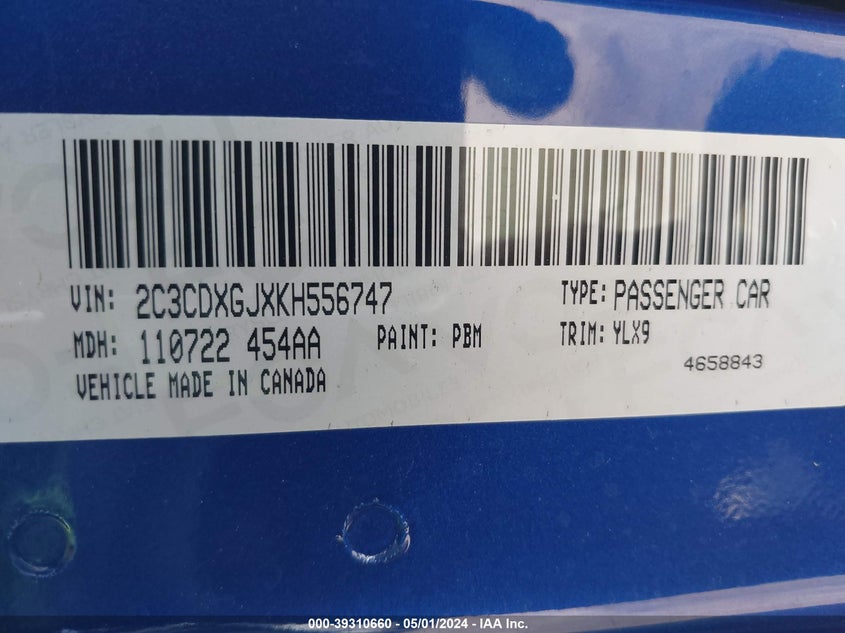 VIN: 2C3CDXGJXKH556747 TYPE: PASSENGER CAR
MDH: 110722 454AA PAINT: PBM TRIM: YLX9
VEHICLE MADE IN CANADA 4658843
000-39310660 - 05/01/2024 - IAA Inc.